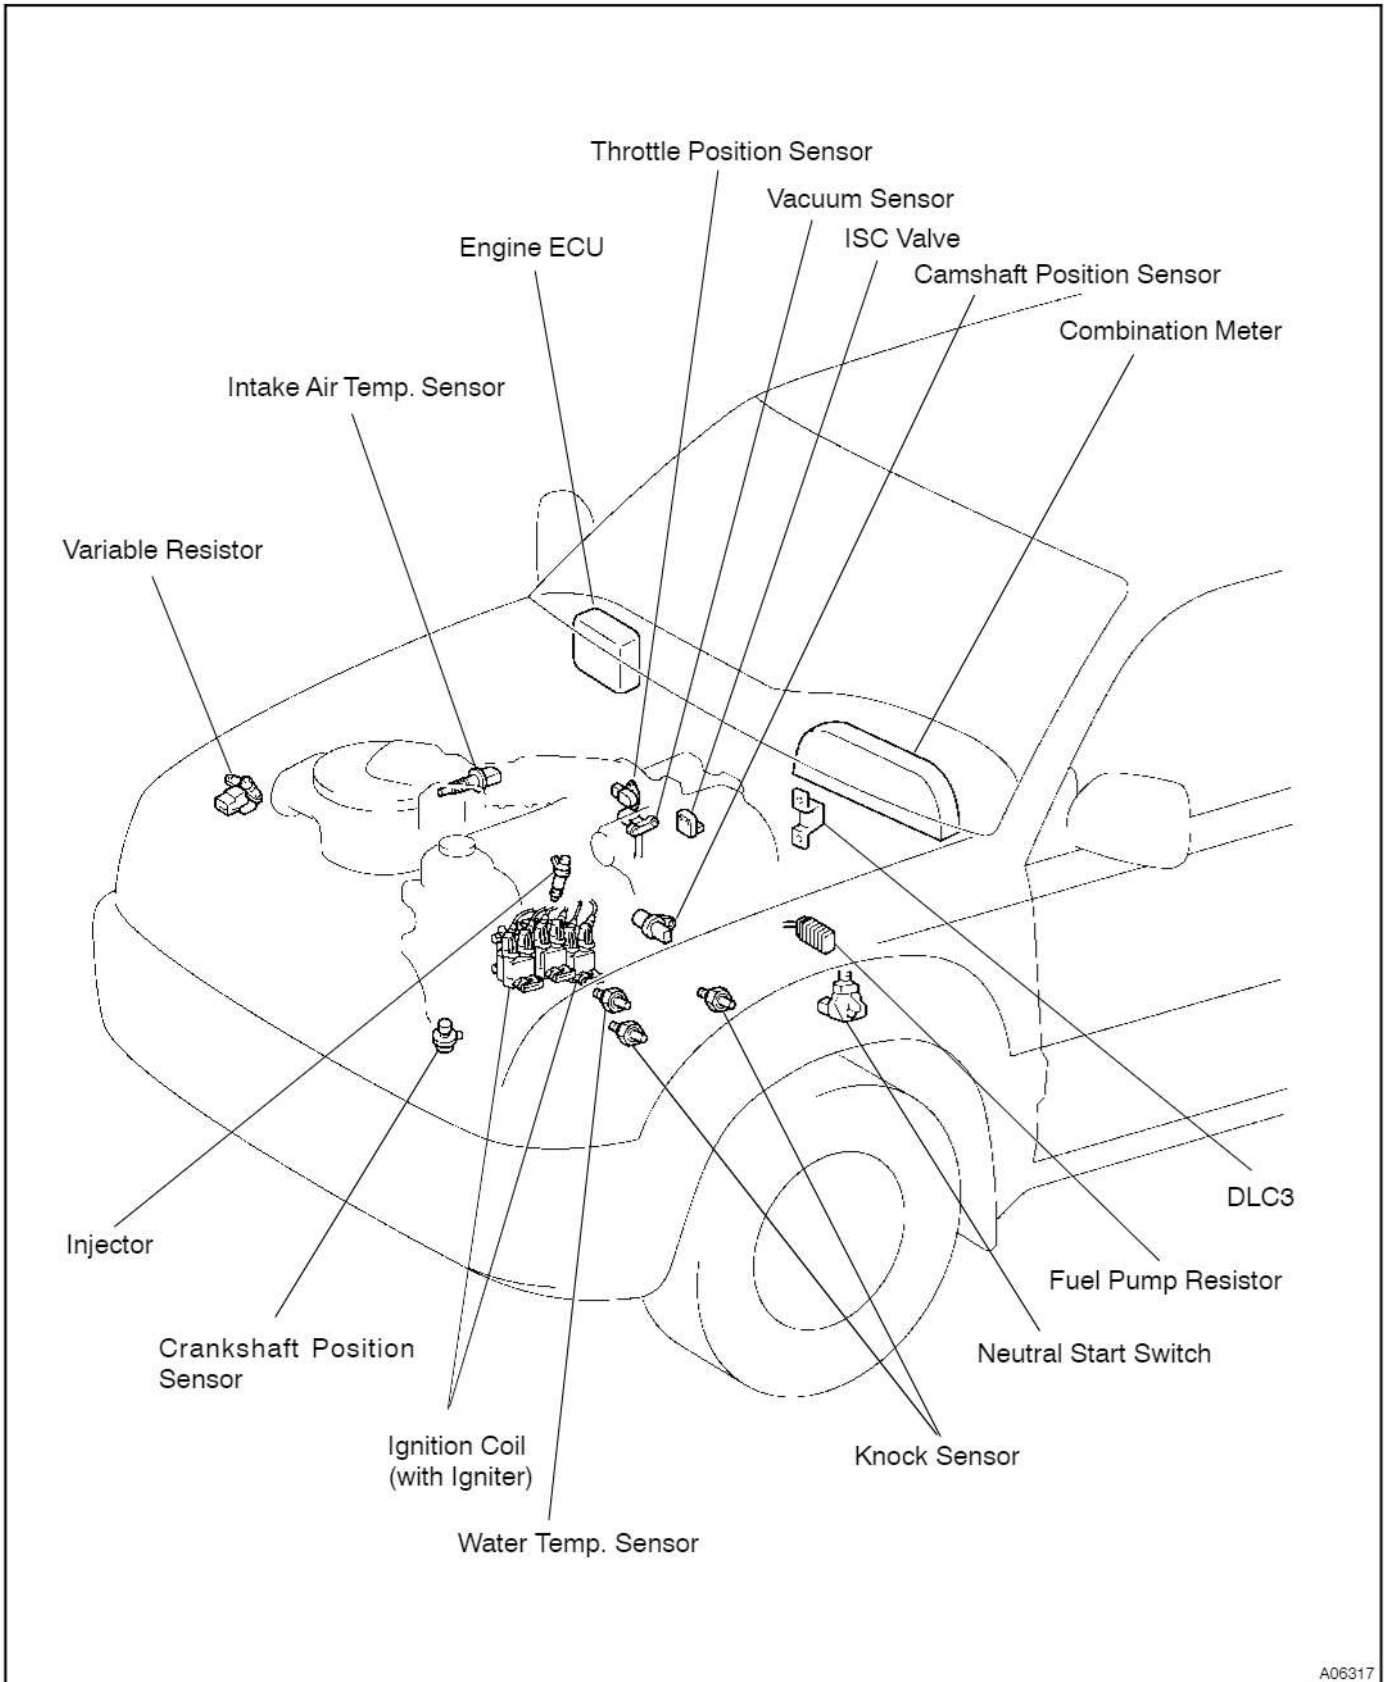 Throttle Position Sensor
Vacuum Sensor
ISC Valve
Engine ECU
Camshaft Position Sensor
Combination Meter
Intake Air Temp. Sensor
Variable Resistor
DLC3
Injector
Fuel Pump Resistor
Crankshaft Position
Sensor
Neutral Start Switch
Ignition Coil
(with Igniter)
Knock Sensor
Water Temp. Sensor
A06317